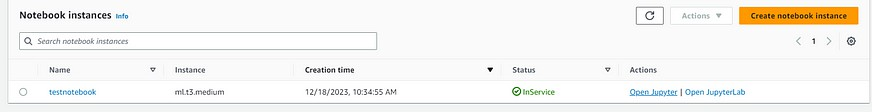 Notebook instances Info
Actions
Create notebook instance
Search notebook instances
1
Name Instance Creation time Status Actions
testnotebook ml.t3.medium 12/18/2023, 10:34:55 AM InService Open Jupyter | Open JupyterLab